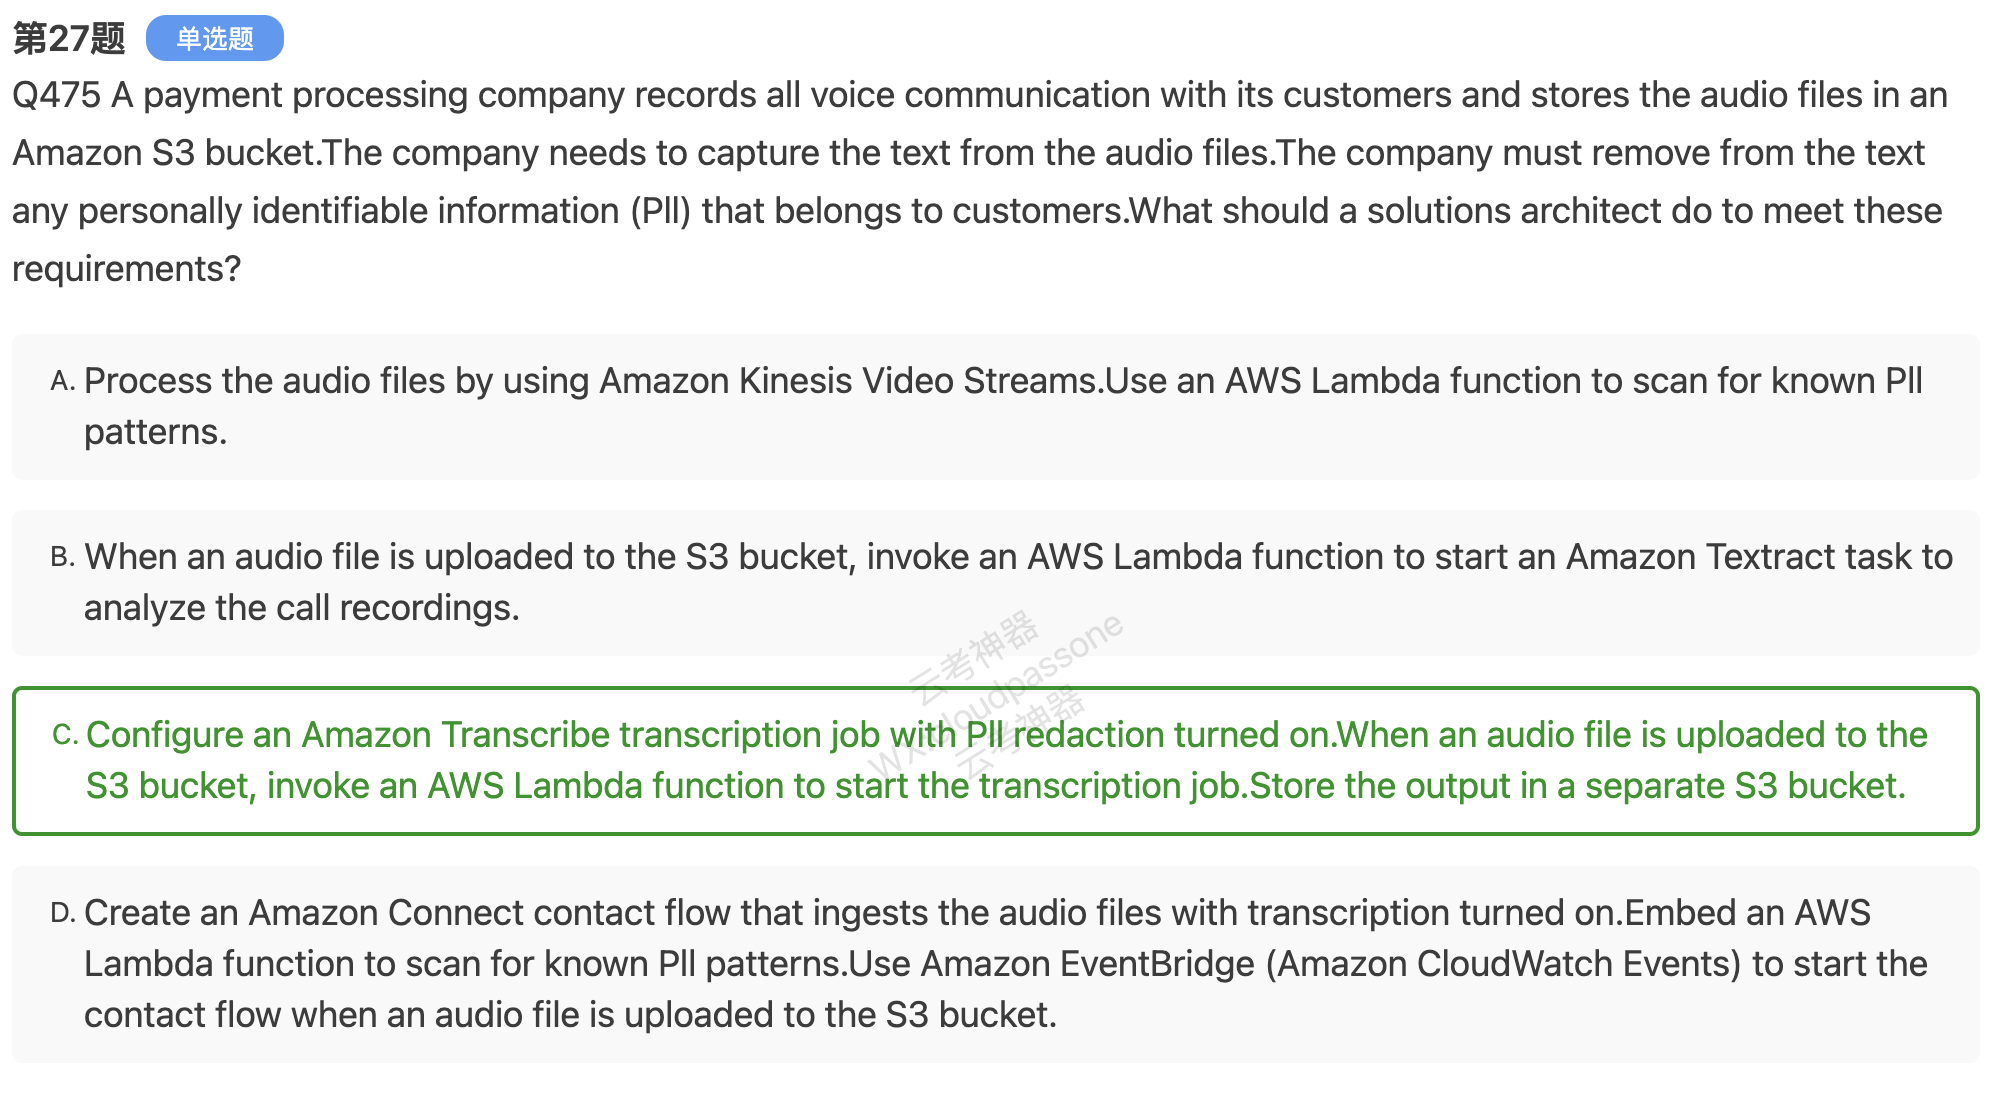 第27题 单选题
Q475 A payment processing company records all voice communication with its customers and stores the audio files in an
Amazon S3 bucket.The company needs to capture the text from the audio files.The company must remove from the text
any personally identifiable information (Pll) that belongs to customers.What should a solutions architect do to meet these
requirements?
A. Process the audio files by using Amazon Kinesis Video Streams.Use an AWS Lambda function to scan for known Pll
patterns.
B. When an audio file is uploaded to the S3 bucket, invoke an AWS Lambda function to start an Amazon Textract task to
analyze the call recordings.
云考神器
wx:cloudpassone
云考神器
C. Configure an Amazon Transcribe transcription job with Pll redaction turned on.When an audio file is uploaded to the
S3 bucket, invoke an AWS Lambda function to start the transcription job.Store the output in a separate S3 bucket.
D. Create an Amazon Connect contact flow that ingests the audio files with transcription turned on.Embed an AWS
Lambda function to scan for known Pll patterns.Use Amazon EventBridge (Amazon CloudWatch Events) to start the
contact flow when an audio file is uploaded to the S3 bucket.